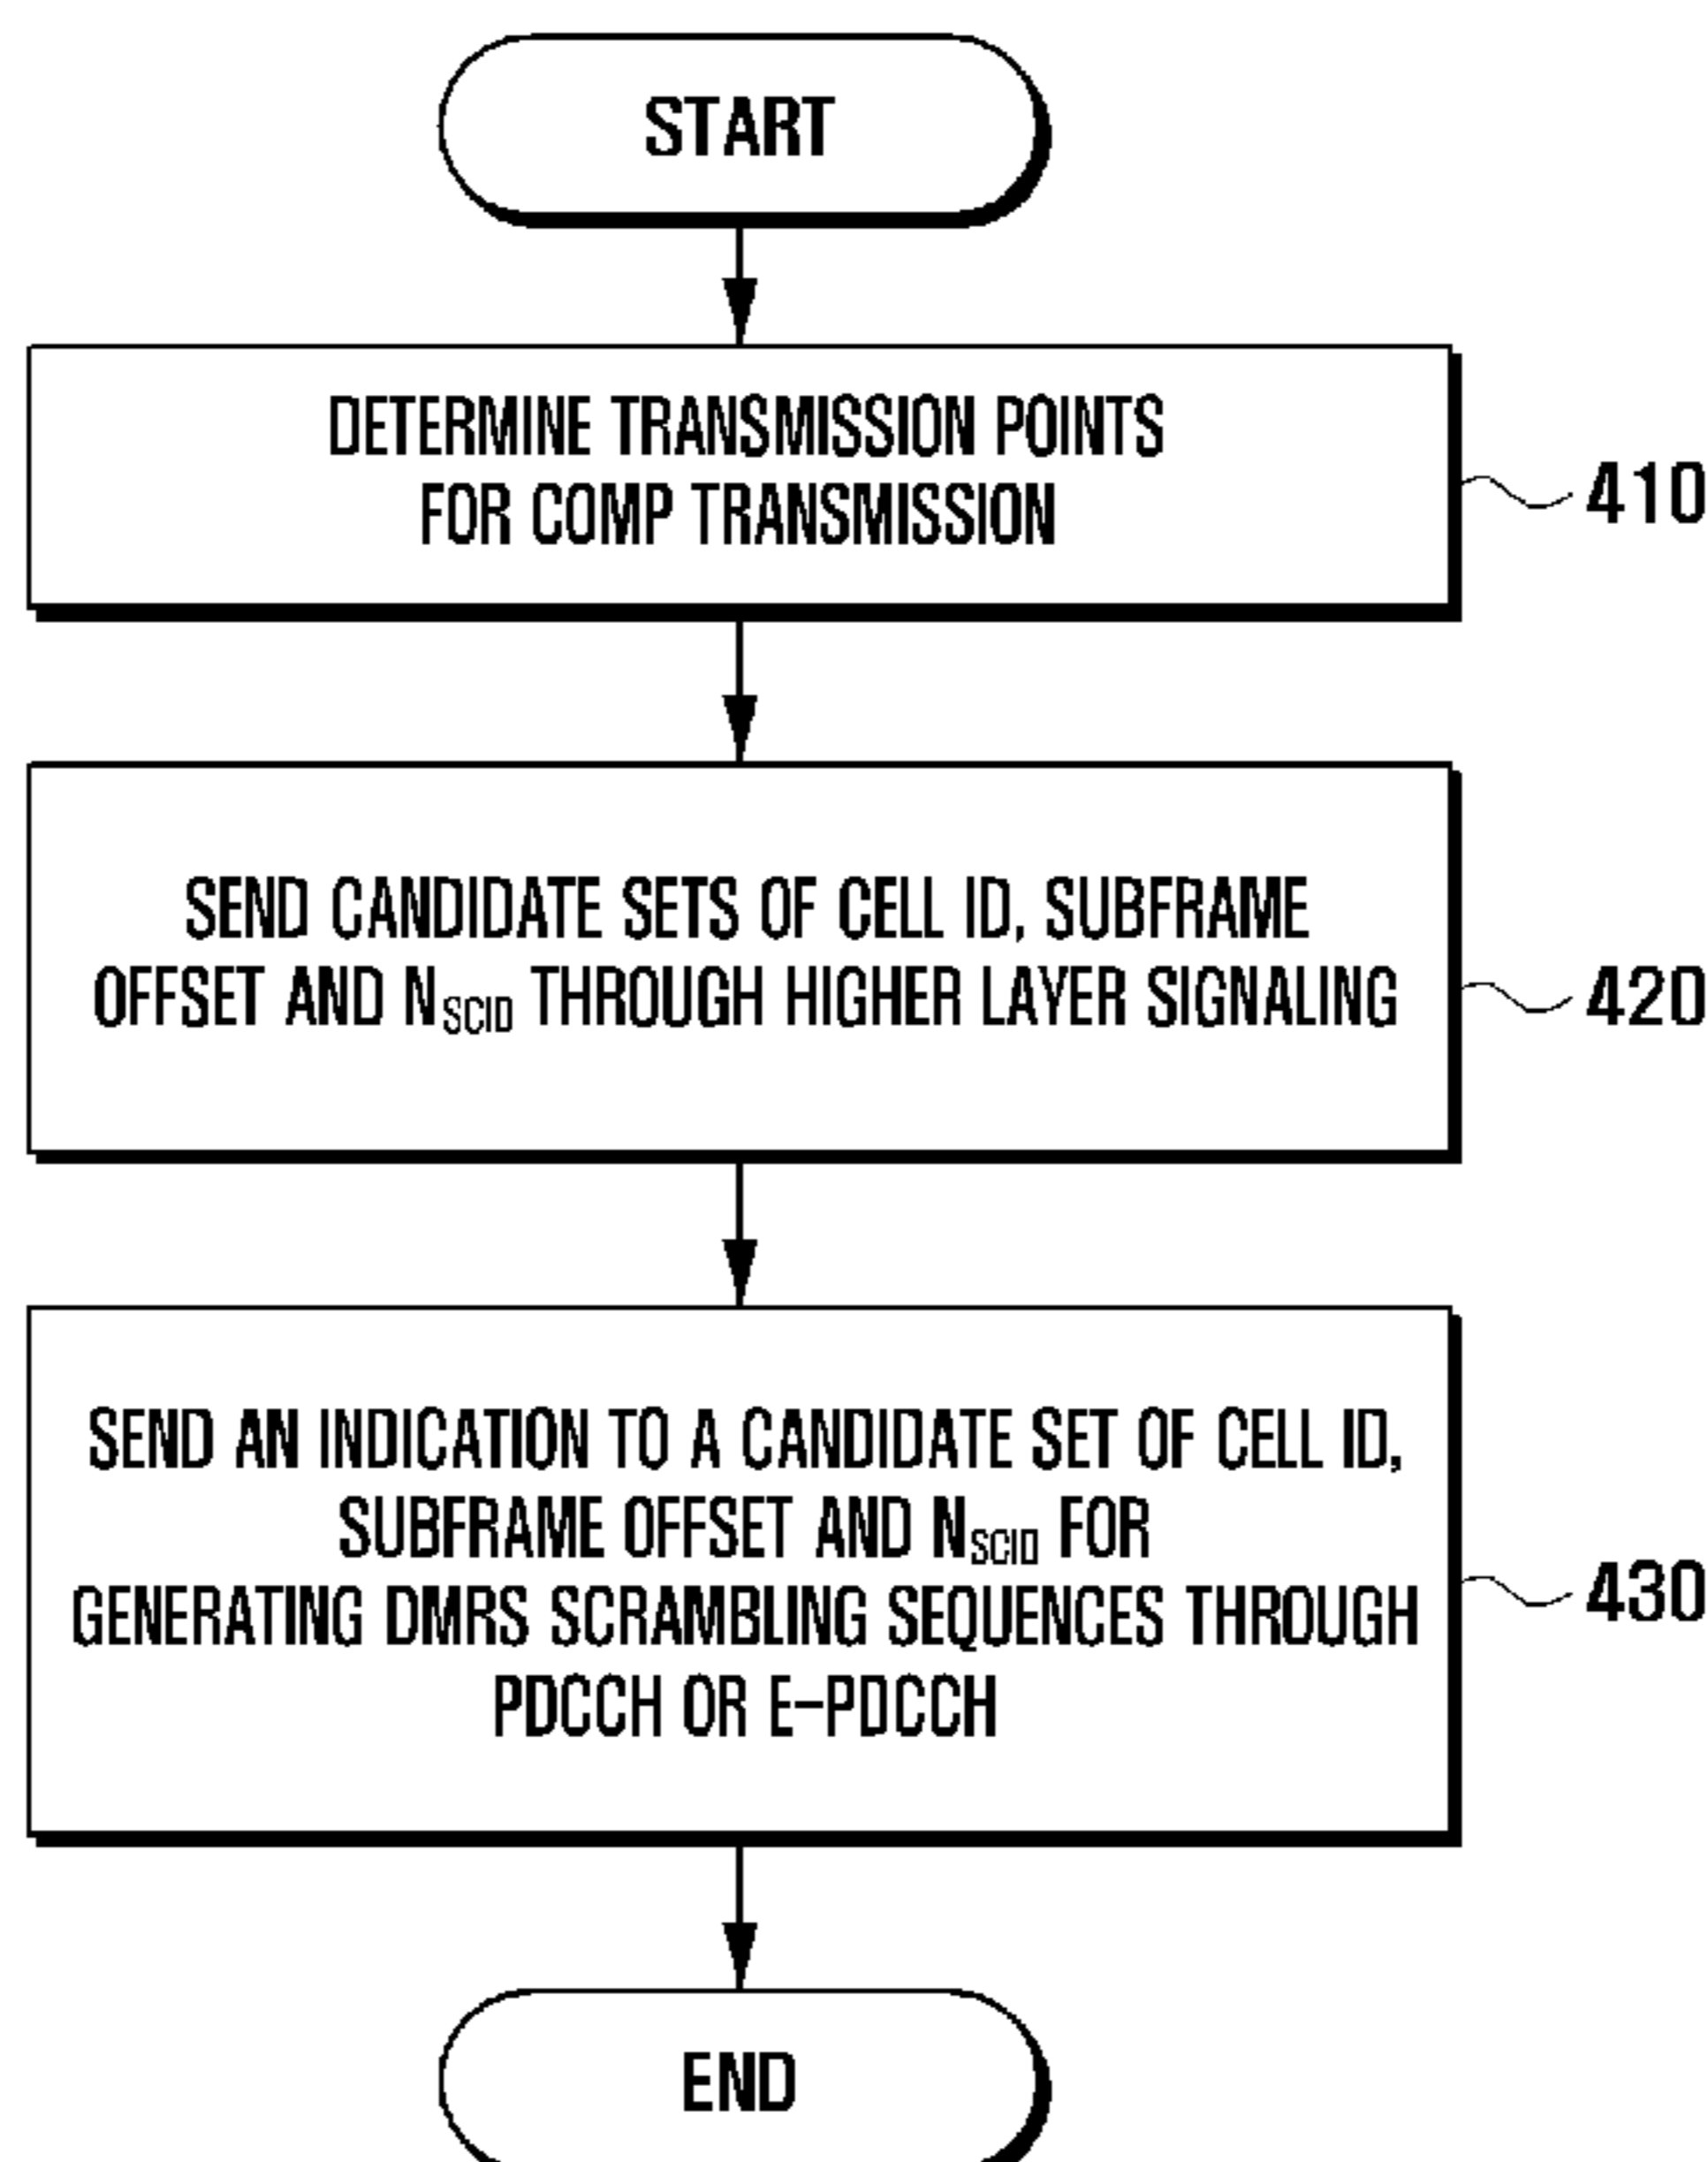 START
DETERMINE TRANSMISSION POINTS
FOR COMP TRANSMISSION
410
SEND CANDIDATE SETS OF CELL ID, SUBFRAME
OFFSET AND NSCID THROUGH HIGHER LAYER SIGNALING
420
SEND AN INDICATION TO A CANDIDATE SET OF CELL ID,
SUBFRAME OFFSET AND NSCID FOR
GENERATING DMRS SCRAMBLING SEQUENCES THROUGH
PDCCH OR E-PDCCH
430
END